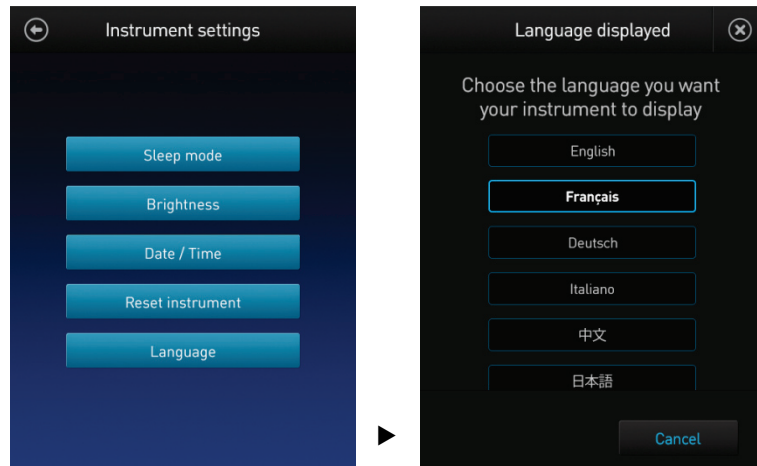 Instrument settings
Sleep mode
Brightness
Date / Time
Reset instrument
Language
Language displayed
Choose the language you want
your instrument to display
English
Français
Deutsch
Italiano
中文
日本語
Cancel